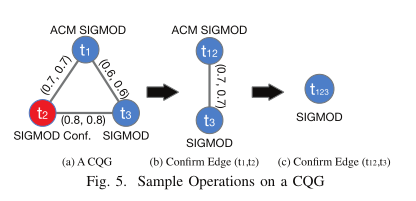 ACM SIGMOD
t1
(0.7, 0.7)
(0.6, 0.6)
t2
(0.8, 0.8)
t3
SIGMOD Conf.
SIGMOD
(a) A CQG
ACM SIGMOD
t12
(0.7, 0.7)
t3
SIGMOD
(b) Confirm Edge (t1,t2)
t123
SIGMOD
(c) Confirm Edge (t12,t3)
Fig. 5. Sample Operations on a CQG